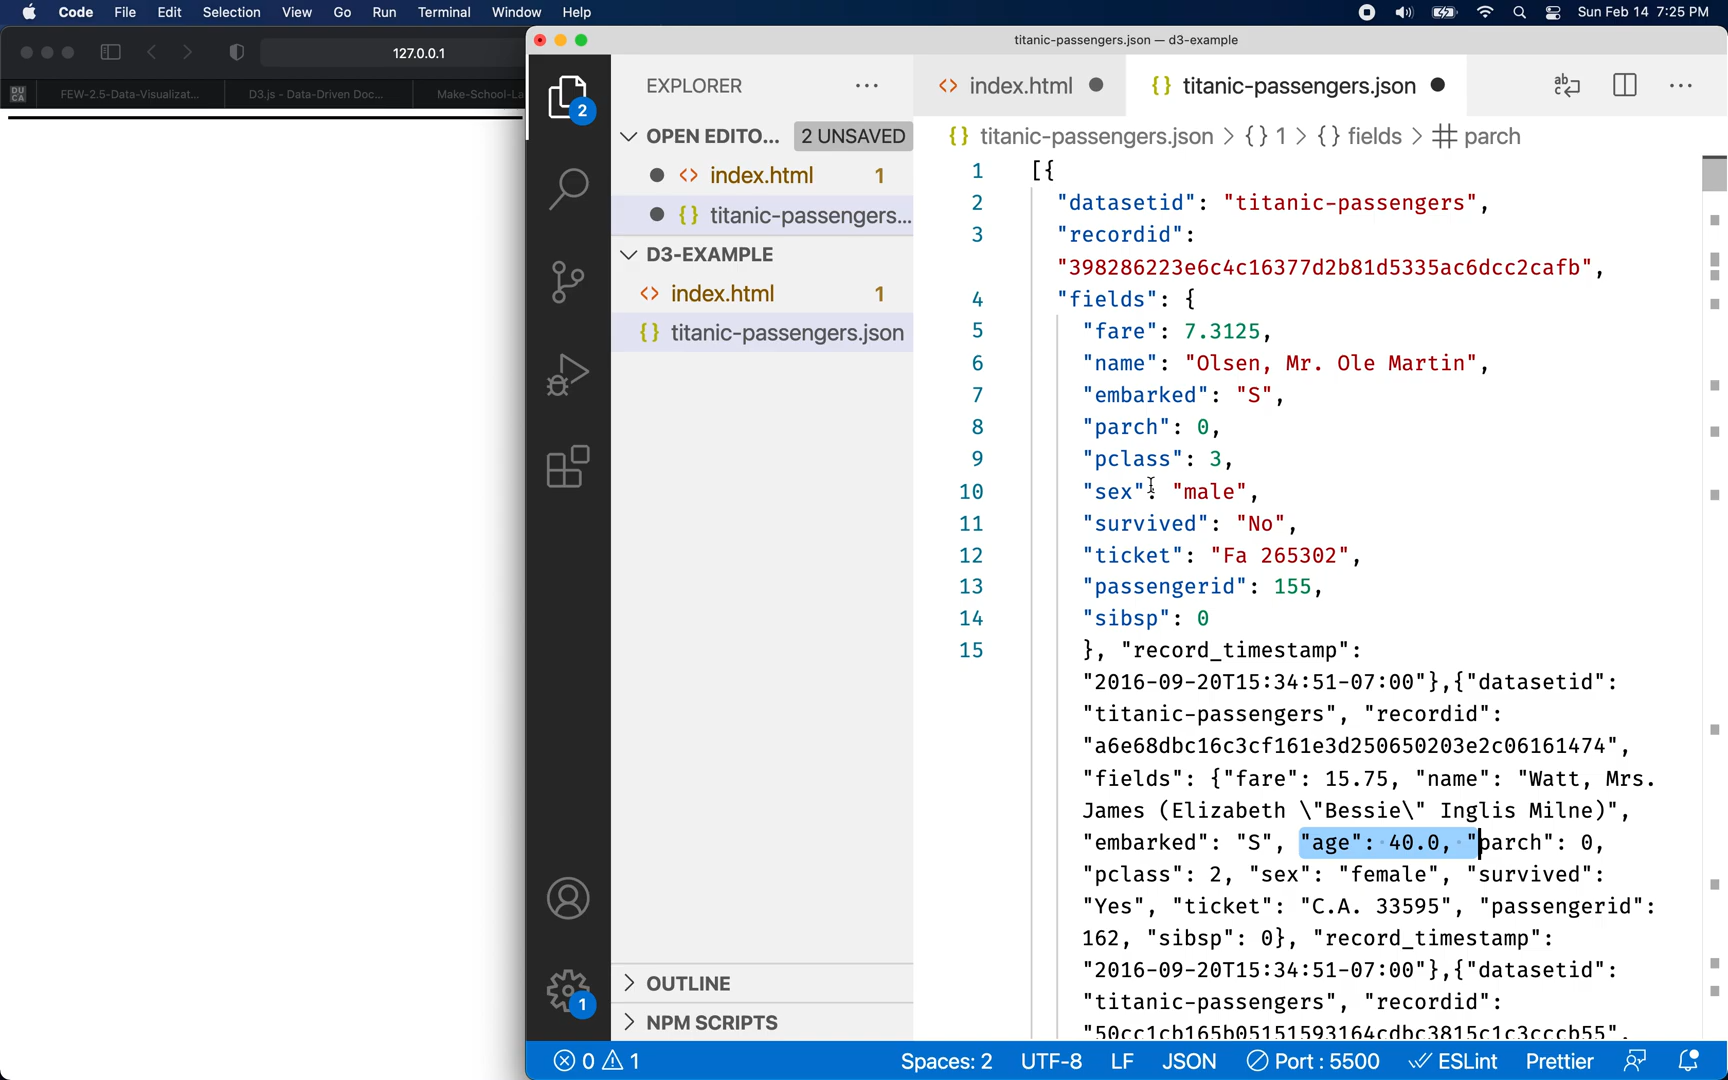 Code File Edit Selection View Go Run Terminal Window Help Sun Feb 14 7:25 PM
127.0.0.1
titanic-passengers.json — d3-example
DU CA FEW-2.5-Data-Visualizat... D3.js - Data-Driven Doc... Make-School-La
EXPLORER
index.html
{} titanic-passengers.json
2
OPEN EDITO... 2 UNSAVED
{} titanic-passengers.json > {} 1 > {} fields > parch
<> index.html 1
{} titanic-passengers...
D3-EXAMPLE
<> index.html 1
{} titanic-passengers.json
1 [{
2 "datasetid": "titanic-passengers",
3 "recordid":
"398286223e6c4c16377d2b81d5335ac6dcc2cafb",
4 "fields": {
5 "fare": 7.3125,
6 "name": "Olsen, Mr. Ole Martin",
7 "embarked": "S",
8 "parch": 0,
9 "pclass": 3,
10 "sex": "male",
11 "survived": "No",
12 "ticket": "Fa 265302",
13 "passengerid": 155,
14 "sibsp": 0
15 }, "record_timestamp":
"2016-09-20T15:34:51-07:00"},{"datasetid":
"titanic-passengers", "recordid":
"a6e68dbc16c3cf161e3d250650203e2c06161474",
"fields": {"fare": 15.75, "name": "Watt, Mrs.
James (Elizabeth \"Bessie\" Inglis Milne)",
"embarked": "S", "age": 40.0, "parch": 0,
"pclass": 2, "sex": "female", "survived":
"Yes", "ticket": "C.A. 33595", "passengerid":
162, "sibsp": 0}, "record_timestamp":
"2016-09-20T15:34:51-07:00"},{"datasetid":
"titanic-passengers", "recordid":
"50cc1cb165b05151593164cdbc3815c1c3cccb55",
OUTLINE
NPM SCRIPTS
1
0 1 Spaces: 2 UTF-8 LF JSON Port : 5500 ESLint Prettier